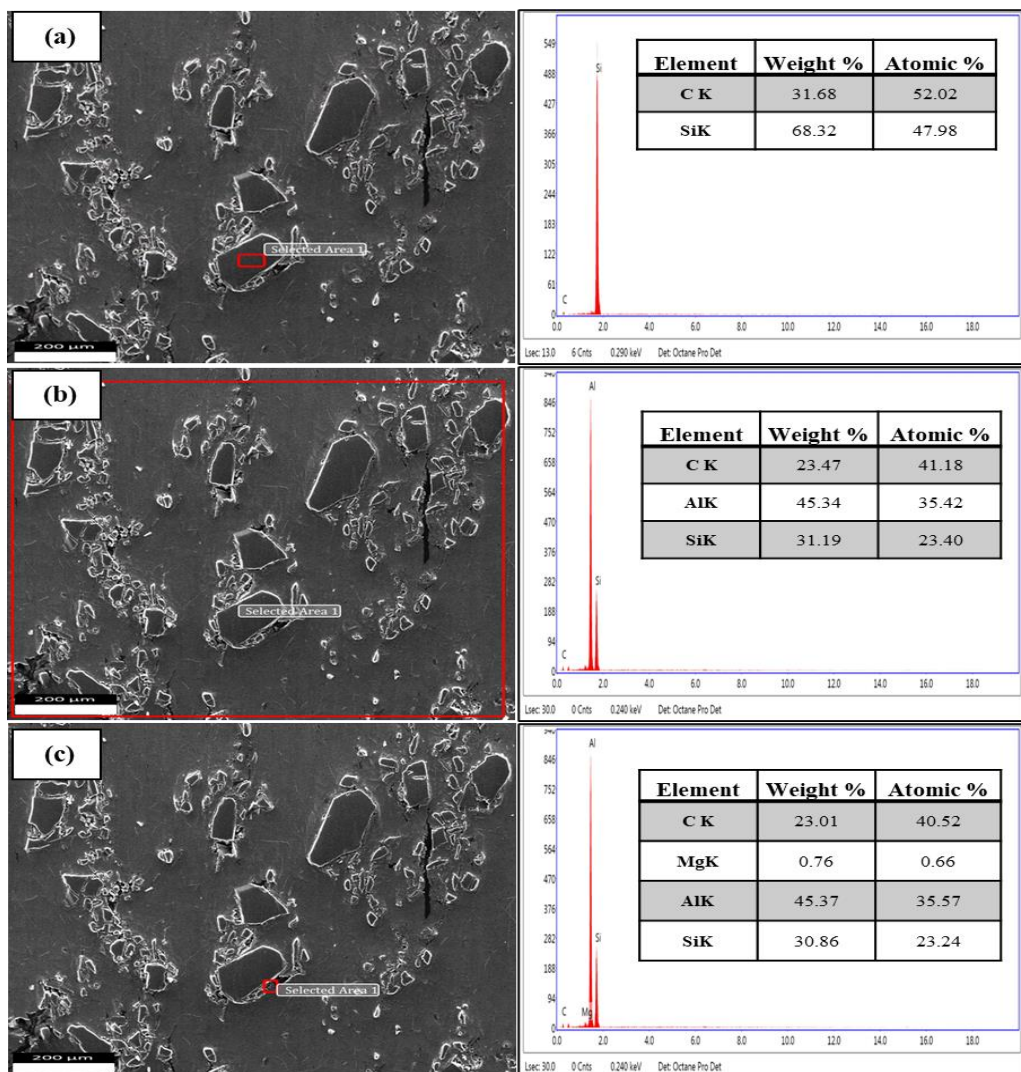 (a)
Selected Area 1
200 µm
549
488
427
366
305
244
183
122
61
0
Si
C
0.0 2.0 4.0 6.0 8.0 10.0 12.0 14.0 16.0 18.0
Lsec: 13.0 6 Cnts 0.290 keV Det: Octane Pro Det
Element Weight % Atomic %
C K 31.68 52.02
SiK 68.32 47.98
(b)
Selected Area 1
200 µm
846
752
658
564
470
376
282
188
94
0
Al
Si
C
0.0 2.0 4.0 6.0 8.0 10.0 12.0 14.0 16.0 18.0
Lsec: 30.0 0 Cnts 0.240 keV Det: Octane Pro Det
Element Weight % Atomic %
C K 23.47 41.18
AlK 45.34 35.42
SiK 31.19 23.40
(c)
Selected Area 1
200 µm
846
752
658
564
470
376
282
188
94
0
Al
Si
C
Mg
0.0 2.0 4.0 6.0 8.0 10.0 12.0 14.0 16.0 18.0
Lsec: 30.0 0 Cnts 0.240 keV Det: Octane Pro Det
Element Weight % Atomic %
C K 23.01 40.52
MgK 0.76 0.66
AlK 45.37 35.57
SiK 30.86 23.24